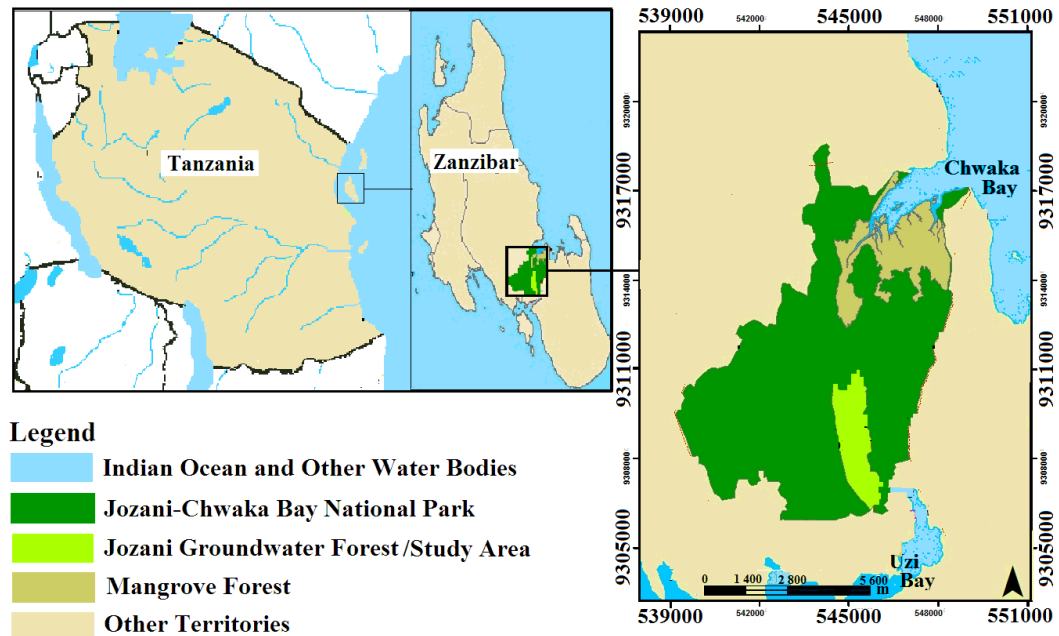 Tanzania
Zanzibar
Legend
Indian Ocean and Other Water Bodies
Jozani-Chwaka Bay National Park
Jozani Groundwater Forest/Study Area
Mangrove Forest
Other Territories
539000 542000 545000 548000 551000
9320000
9317000
9314000
9311000
9308000
9305000
Chwaka
Bay
Uzi
Bay
0 1 400 2 800 5 600
m
9320000
9317000
9314000
9311000
9308000
9305000
539000 542000 545000 548000 551000